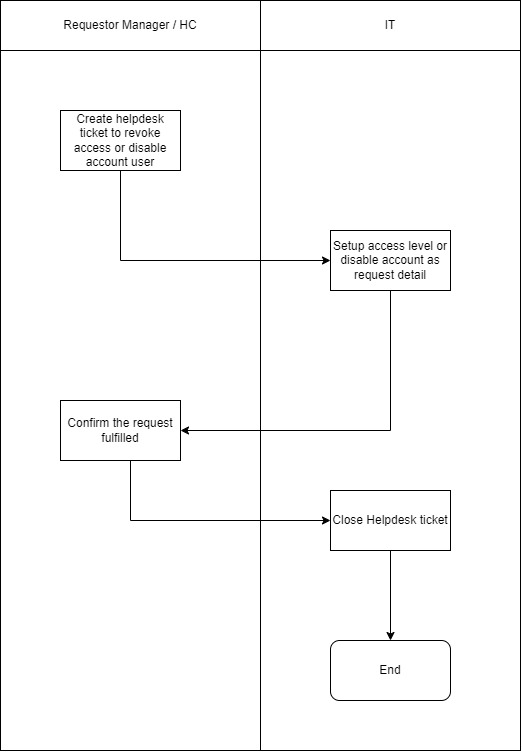 Requestor Manager / HC
IT
Create helpdesk
ticket to revoke
access or disable
account user
Setup access level or
disable account as
request detail
Confirm the request
fulfilled
Close Helpdesk ticket
End